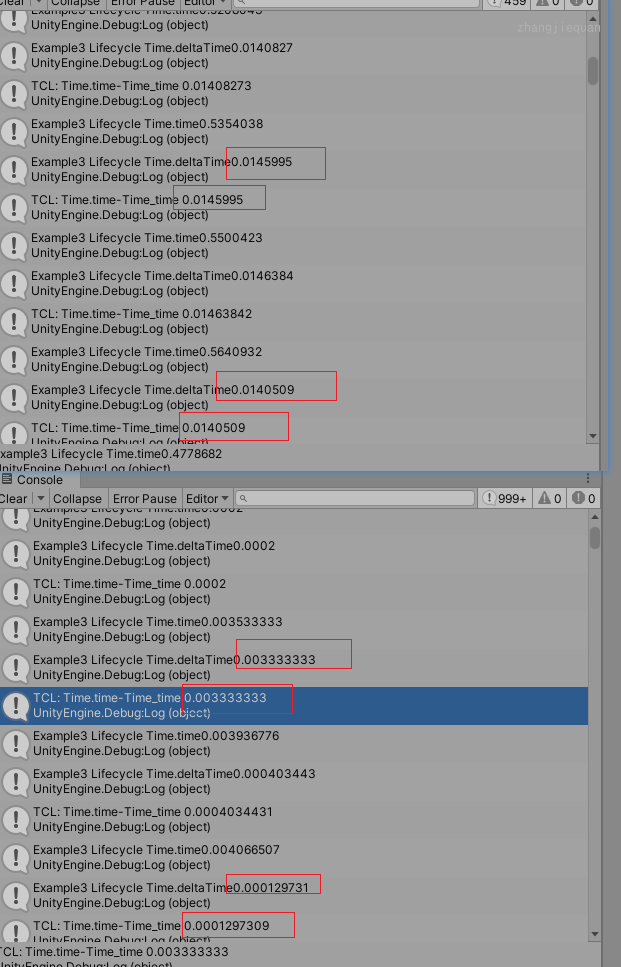 Clear Collapse Error Pause Editor 459 0 0
UnityEngine.Debug:Log (object)
zhangjiequan
Example3 Lifecycle Time.deltaTime0.0140827
UnityEngine.Debug:Log (object)
TCL: Time.time-Time_time 0.01408273
UnityEngine.Debug:Log (object)
Example3 Lifecycle Time.time0.5354038
UnityEngine.Debug:Log (object)
Example3 Lifecycle Time.deltaTime0.0145995
UnityEngine.Debug:Log (object)
TCL: Time.time-Time_time 0.0145995
UnityEngine.Debug:Log (object)
Example3 Lifecycle Time.time0.5500423
UnityEngine.Debug:Log (object)
Example3 Lifecycle Time.deltaTime0.0146384
UnityEngine.Debug:Log (object)
TCL: Time.time-Time_time 0.01463842
UnityEngine.Debug:Log (object)
Example3 Lifecycle Time.time0.5640932
UnityEngine.Debug:Log (object)
Example3 Lifecycle Time.deltaTime0.0140509
UnityEngine.Debug:Log (object)
TCL: Time.time-Time_time 0.0140509
UnityEngine.Debug:Log (object)
xample3 Lifecycle Time.time0.4778682
UnityEngine.Debug:Log (object)
Console
Clear Collapse Error Pause Editor 999+ 0 0
Example3 Lifecycle Time.time0.0002
UnityEngine.Debug:Log (object)
Example3 Lifecycle Time.deltaTime0.0002
UnityEngine.Debug:Log (object)
TCL: Time.time-Time_time 0.0002
UnityEngine.Debug:Log (object)
Example3 Lifecycle Time.time0.003533333
UnityEngine.Debug:Log (object)
Example3 Lifecycle Time.deltaTime0.003333333
UnityEngine.Debug:Log (object)
TCL: Time.time-Time_time 0.003333333
UnityEngine.Debug:Log (object)
Example3 Lifecycle Time.time0.003936776
UnityEngine.Debug:Log (object)
Example3 Lifecycle Time.deltaTime0.000403443
UnityEngine.Debug:Log (object)
TCL: Time.time-Time_time 0.0004034431
UnityEngine.Debug:Log (object)
Example3 Lifecycle Time.time0.004066507
UnityEngine.Debug:Log (object)
Example3 Lifecycle Time.deltaTime0.000129731
UnityEngine.Debug:Log (object)
TCL: Time.time-Time_time 0.0001297309
UnityEngine.Debug:Log (object)
TCL: Time.time-Time_time 0.003333333
UnityEngine.Debug:Log (object)